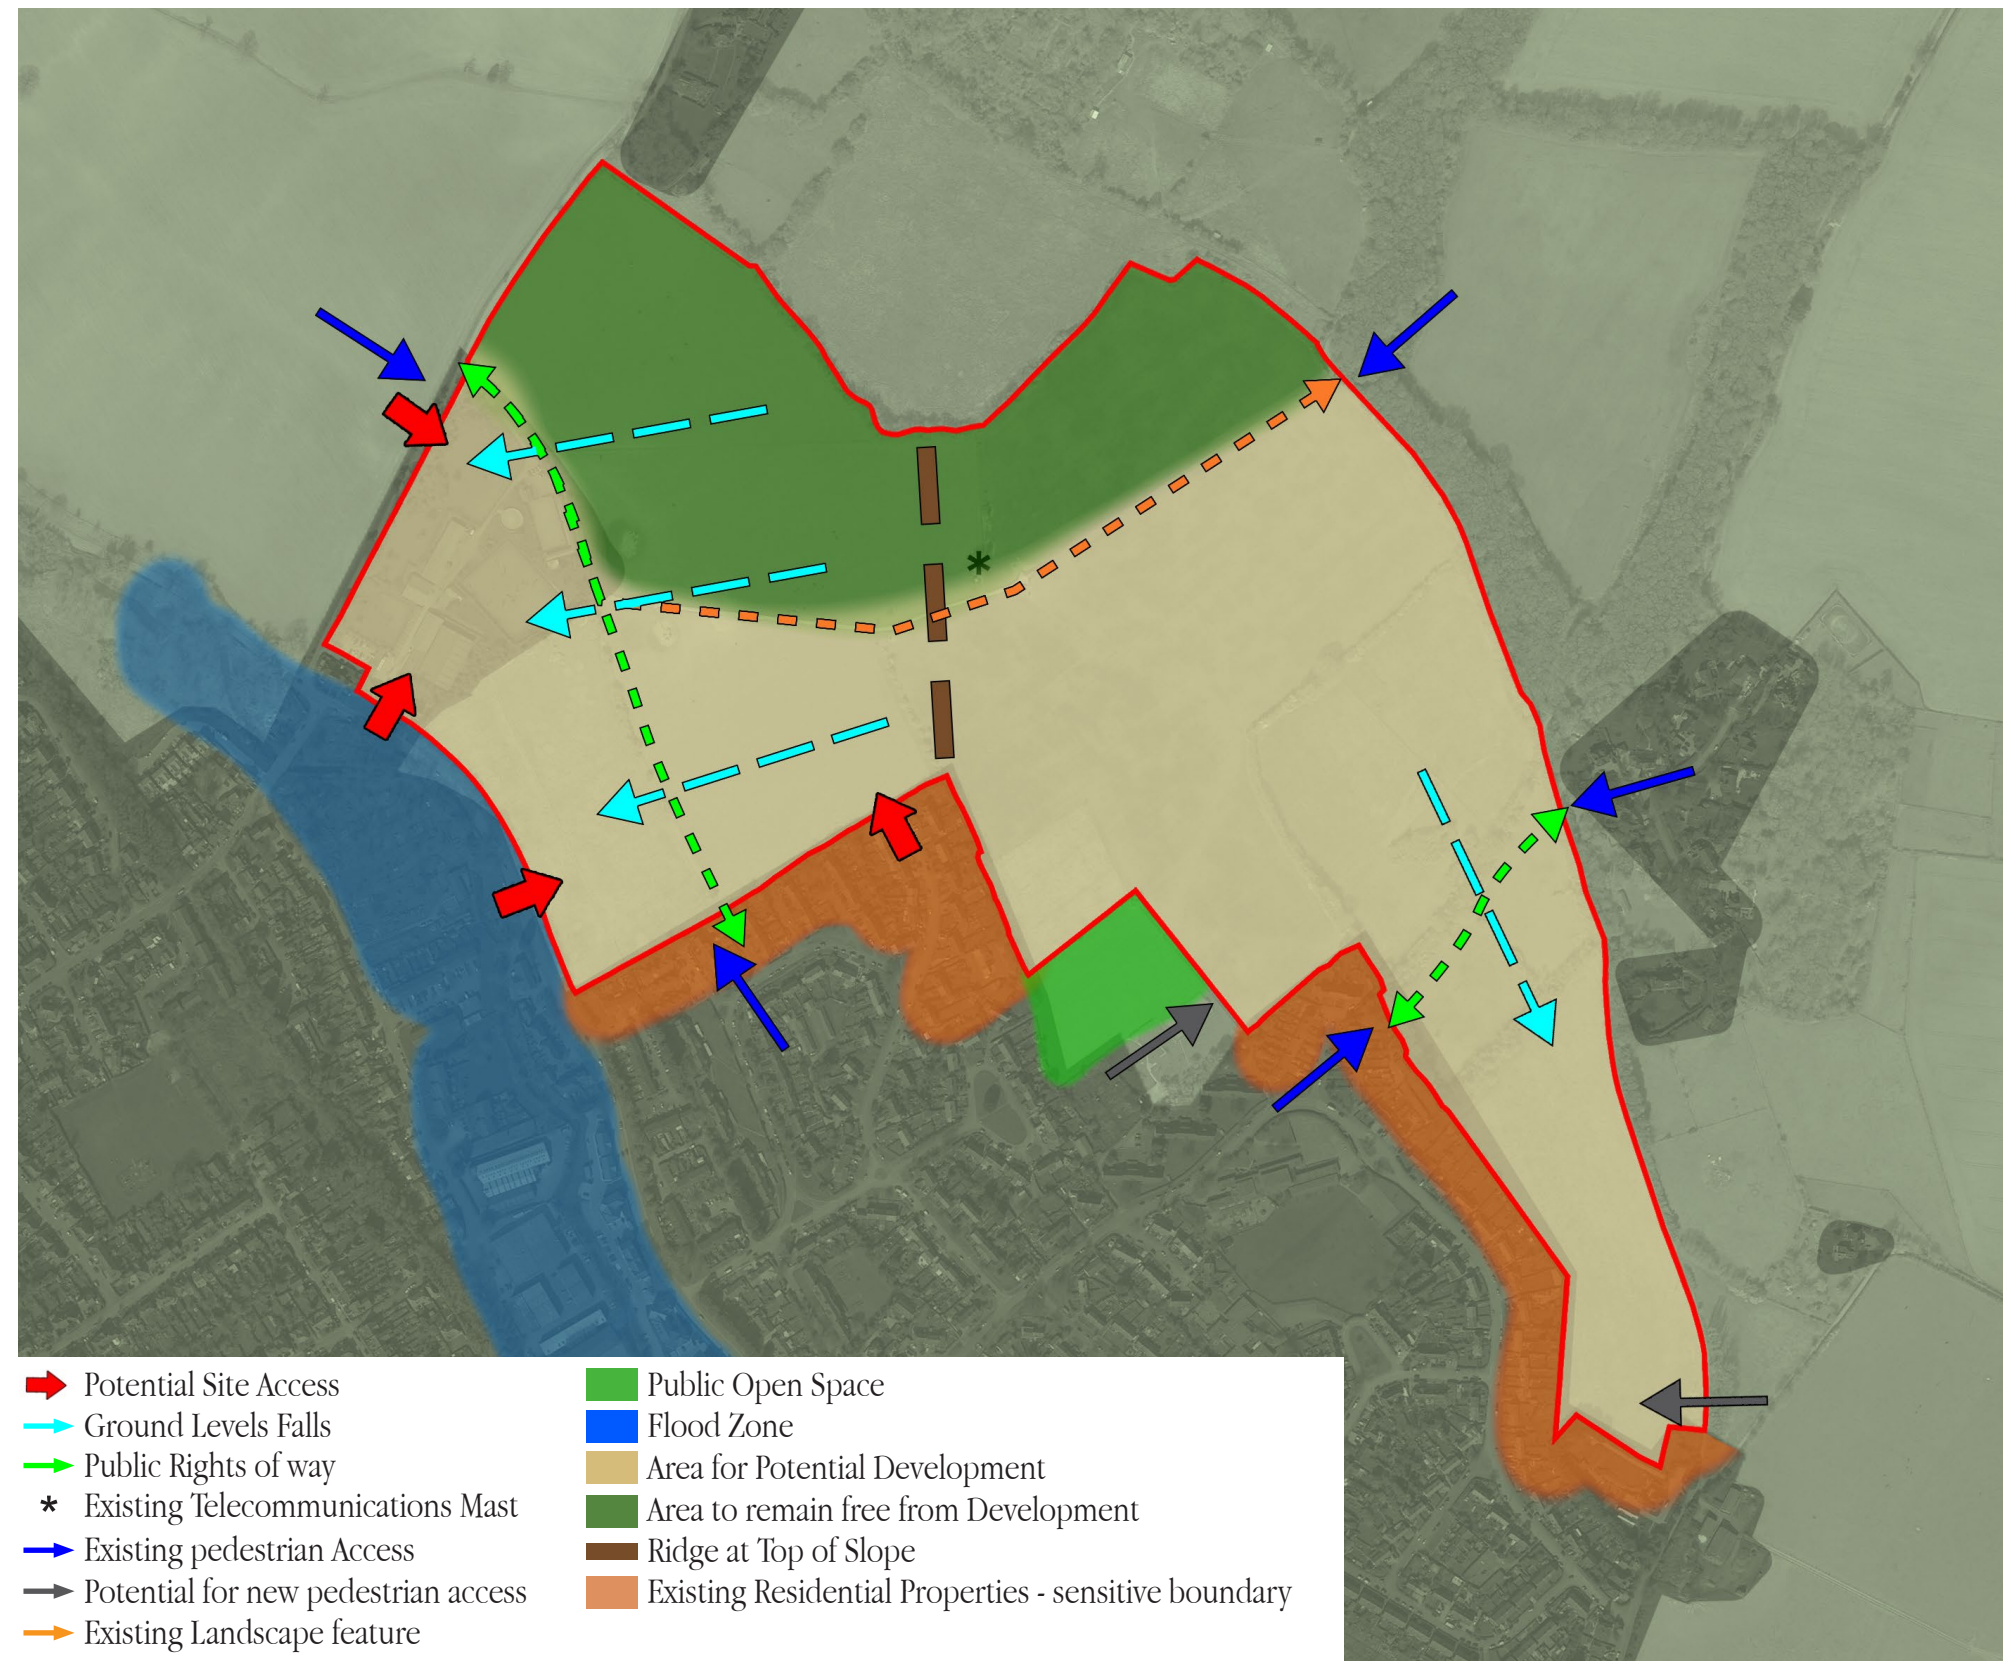 Potential Site Access
Ground Levels Falls
Public Rights of way
* Existing Telecommunications Mast
Existing pedestrian Access
Potential for new pedestrian access
Existing Landscape feature
Public Open Space
Flood Zone
Area for Potential Development
Area to remain free from Development
Ridge at Top of Slope
Existing Residential Properties - sensitive boundary